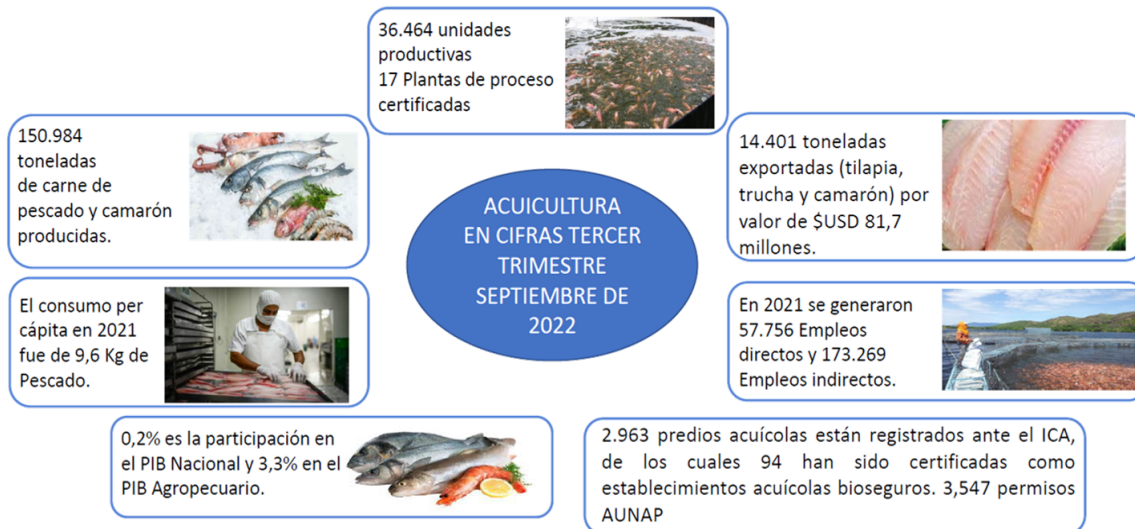 36.464 unidades
productivas
17 Plantas de proceso
certificadas
150.984
toneladas
de carne de
pescado y camarón
producidas.
14.401 toneladas
exportadas (tilapia,
trucha y camarón) por
valor de $USD 81,7
millones.
ACUICULTURA
EN CIFRAS TERCER
TRIMESTRE
SEPTIEMBRE DE
2022
El consumo per
cápita en 2021
fue de 9,6 Kg de
Pescado.
En 2021 se generaron
57.756 Empleos
directos y 173.269
Empleos indirectos.
0,2% es la participación en
el PIB Nacional y 3,3% en el
PIB Agropecuario.
2.963 predios acuícolas están registrados ante el ICA,
de los cuales 94 han sido certificadas como
establecimientos acuícolas bioseguros. 3,547 permisos
AUNAP